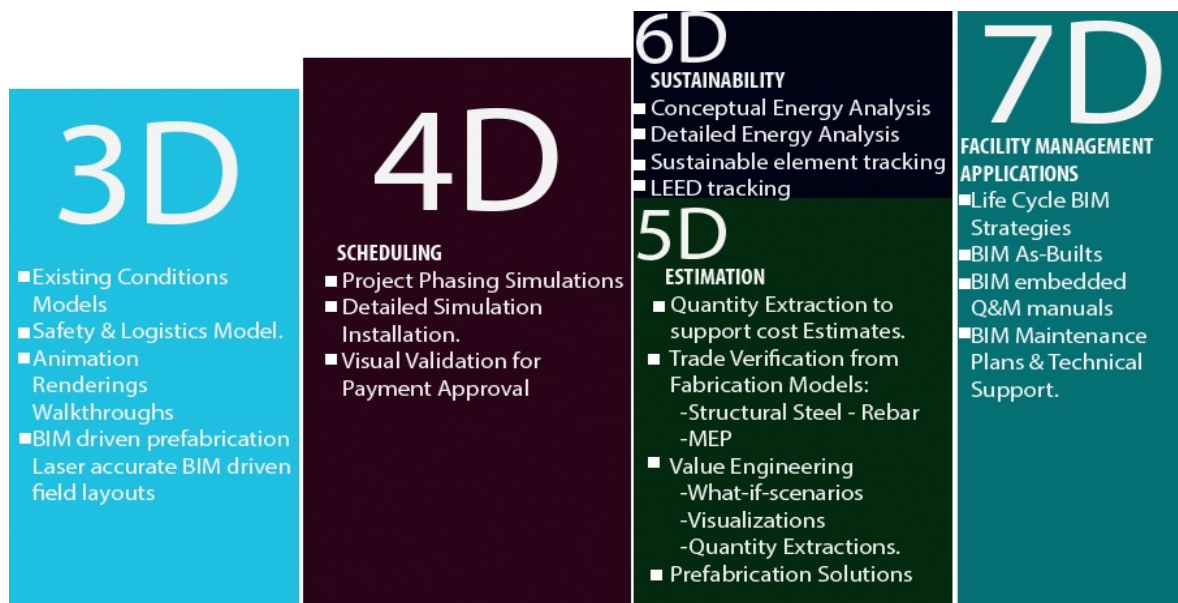 3D
■Existing Conditions
Models
■Safety & Logistics Model.
■Animation
Renderings
Walkthroughs
■BIM driven prefabrication
Laser accurate BIM driven
field layouts
4D
SCHEDULING
■Project Phasing Simulations
■Detailed Simulation
Installation.
■Visual Validation for
Payment Approval
6D
SUSTAINABILITY
■Conceptual Energy Analysis
■Detailed Energy Analysis
■Sustainable element tracking
■LEED tracking
5D
ESTIMATION
■Quantity Extraction to
support cost Estimates.
■Trade Verification from
Fabrication Models:
-Structural Steel - Rebar
-MEP
■Value Engineering
-What-if-scenarios
-Visualizations
-Quantity Extractions.
■Prefabrication Solutions
7D
FACILITY MANAGEMENT
APPLICATIONS
■Life Cycle BIM
Strategies
■BIM As-Builts
■BIM embedded
Q&M manuals
■BIM Maintenance
Plans & Technical
Support.